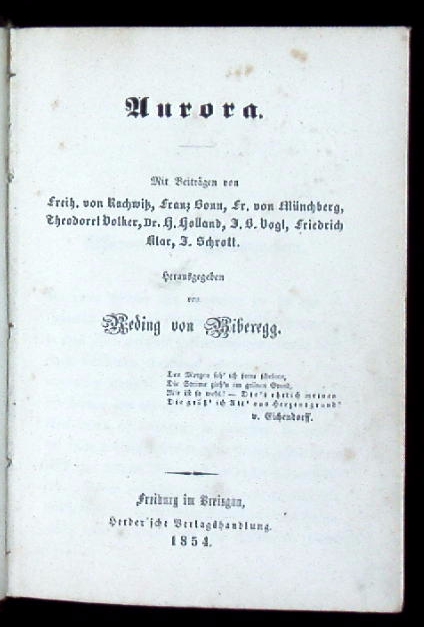 Aurora.
Mit Beiträgen von
Freih. von Rachwitz, Franz Bonn, Fr. von Münchberg,
Theodor Volker, Dr. H. Holland, J. B. Vogl, Friedrich
Klar, J. Schrott.
Herausgegeben
von
Reding von Biberegg.
Den Morgen seh' ich ferne scheinen,
Die Ströme zieh'n im grünen Grund,
Mir ist so wohl! — Die's ehrlich meinen
Die grüß' ich All' aus Herzensgrund!
v. Eichendorff.
Freiburg im Breisgau,
Herder'sche Verlagshandlung.
1854.